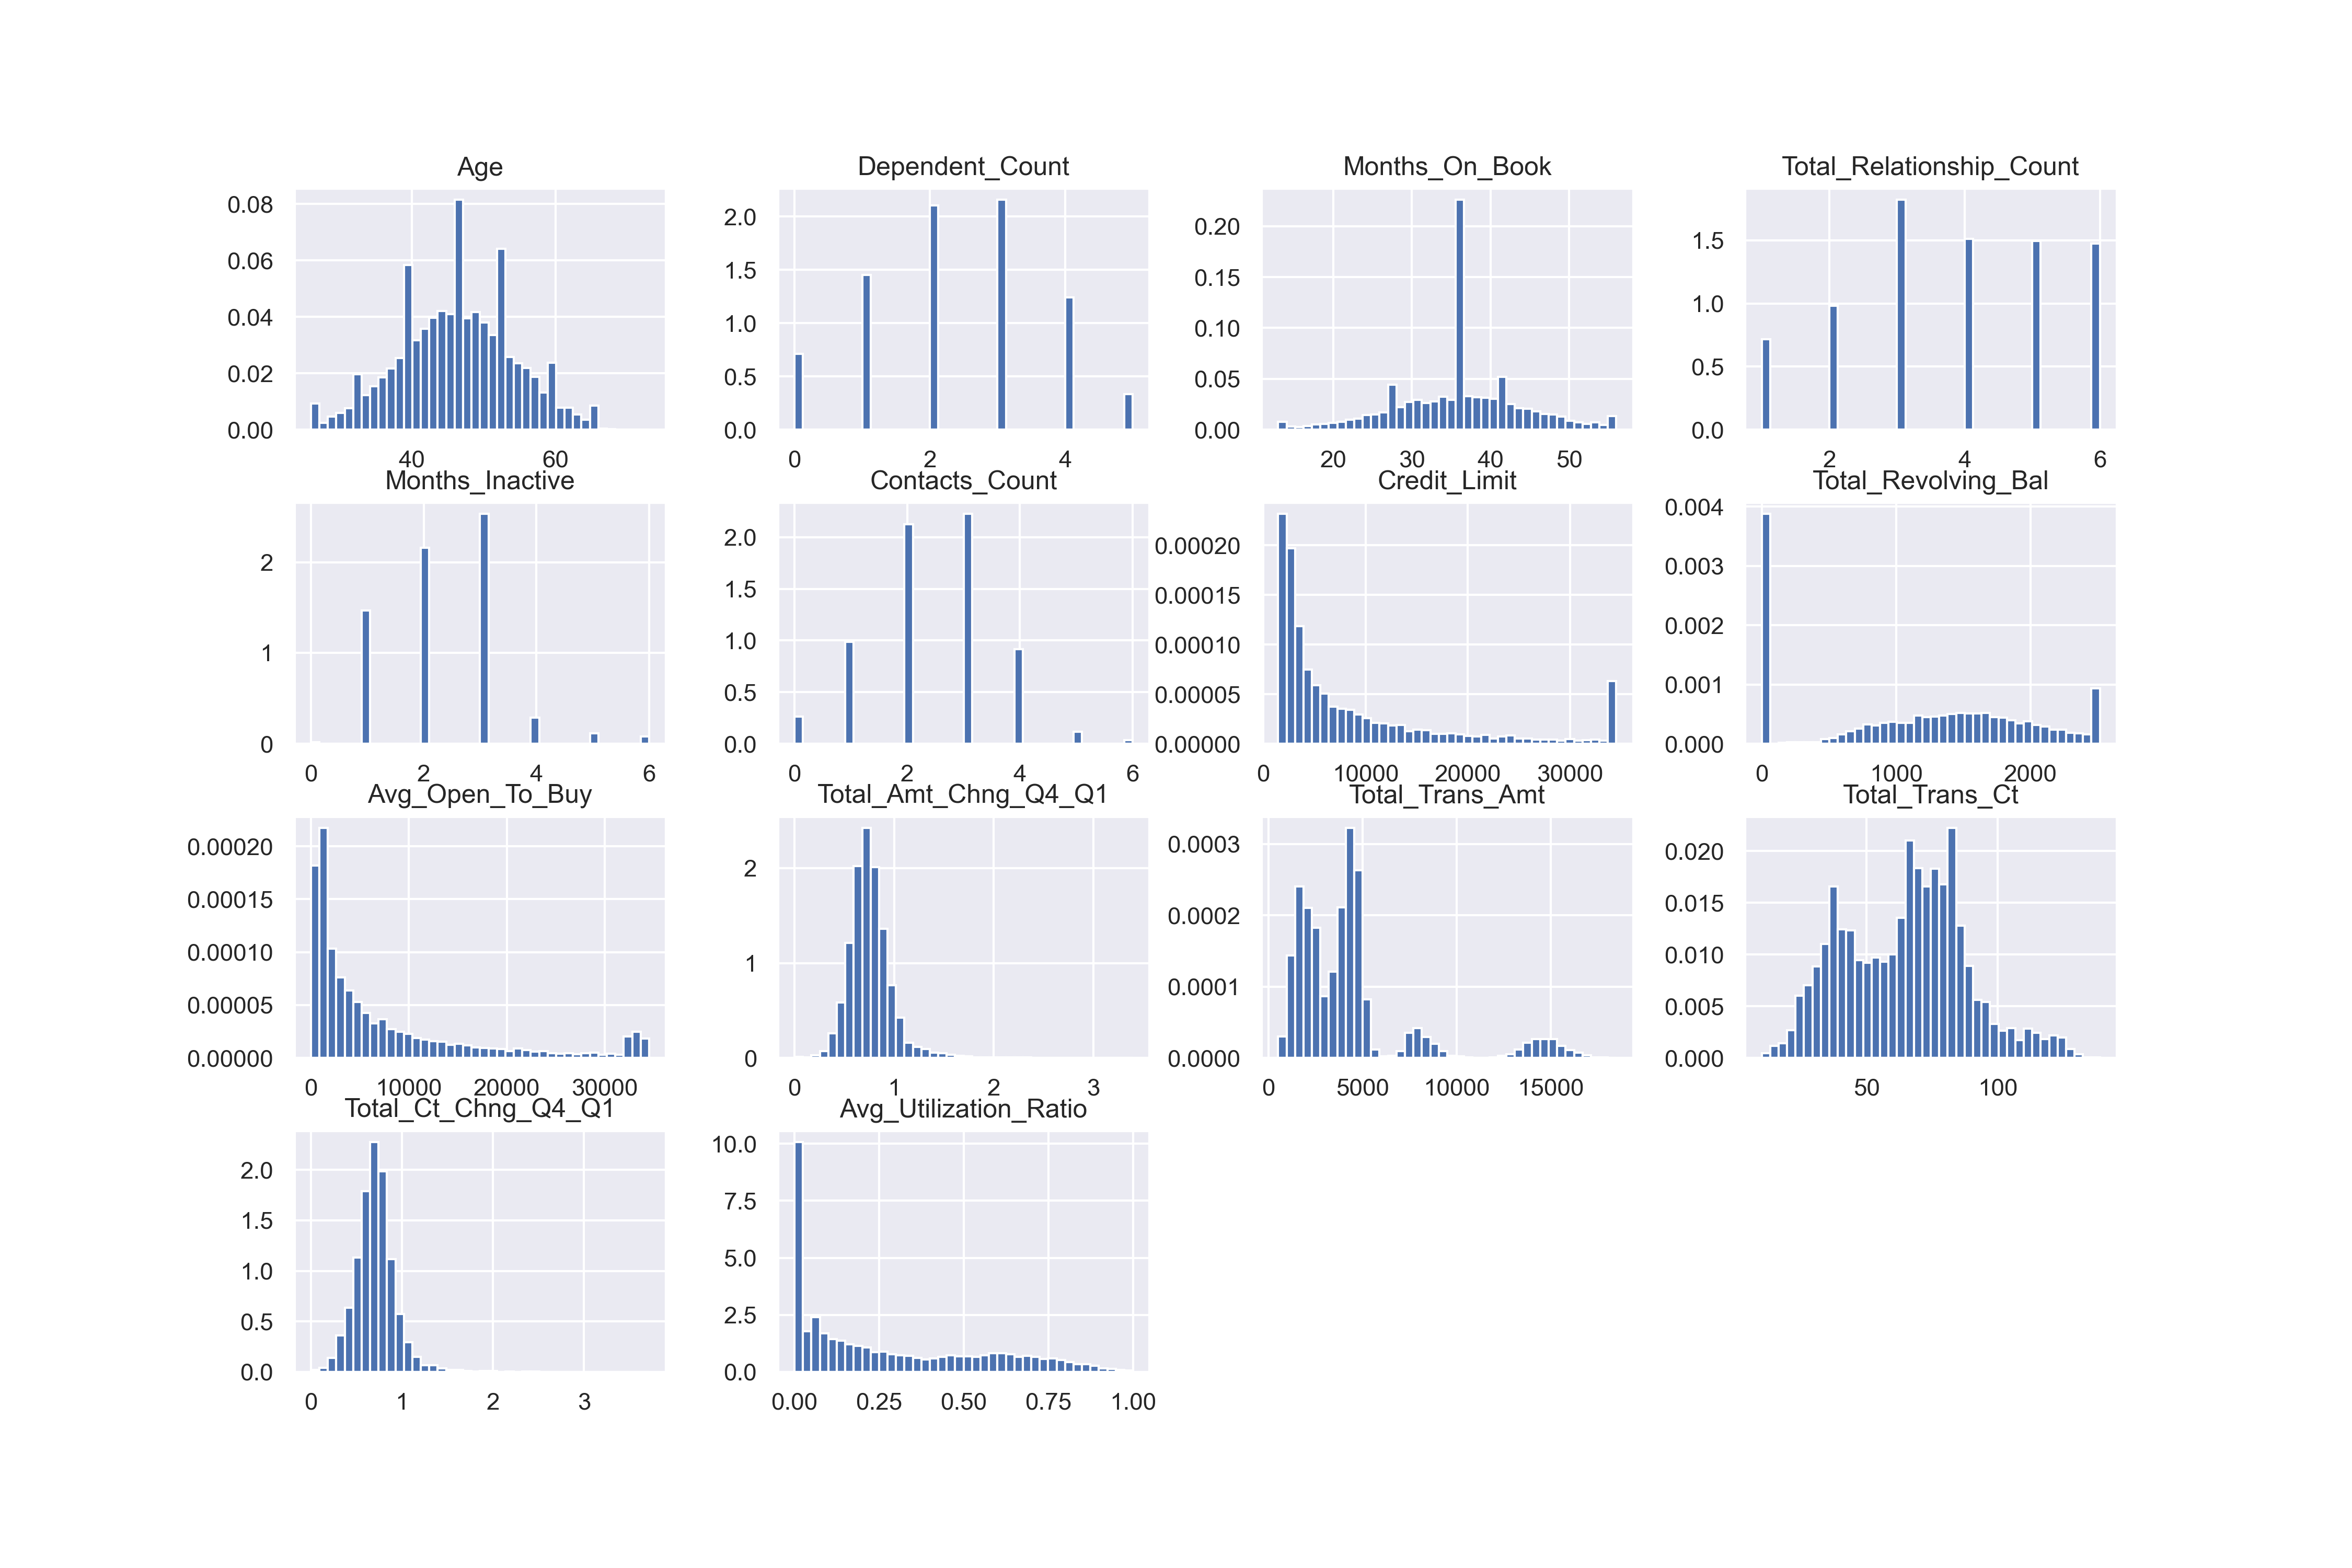 Age
0.08
0.06
0.04
0.02
0.00
40 60
Dependent_Count
2.0
1.5
1.0
0.5
0.0
0 2 4
Months_On_Book
0.20
0.15
0.10
0.05
0.00
20 30 40 50
Total_Relationship_Count
1.5
1.0
0.5
0.0
2 4 6
Months_Inactive
2
1
0
0 2 4 6
Contacts_Count
2.0
1.5
1.0
0.5
0.0
0 2 4 6
Credit_Limit
0.00020
0.00015
0.00010
0.00005
0.00000
0 10000 20000 30000
Total_Revolving_Bal
0.004
0.003
0.002
0.001
0.000
0 1000 2000
Avg_Open_To_Buy
0.00020
0.00015
0.00010
0.00005
0.00000
0 10000 20000 30000
Total_Amt_Chng_Q4_Q1
2
1
0
0 1 2 3
Total_Trans_Amt
0.0003
0.0002
0.0001
0.0000
0 5000 10000 15000
Total_Trans_Ct
0.020
0.015
0.010
0.005
0.000
50 100
Total_Ct_Chng_Q4_Q1
2.0
1.5
1.0
0.5
0.0
0 1 2 3
Avg_Utilization_Ratio
10.0
7.5
5.0
2.5
0.0
0.00 0.25 0.50 0.75 1.00